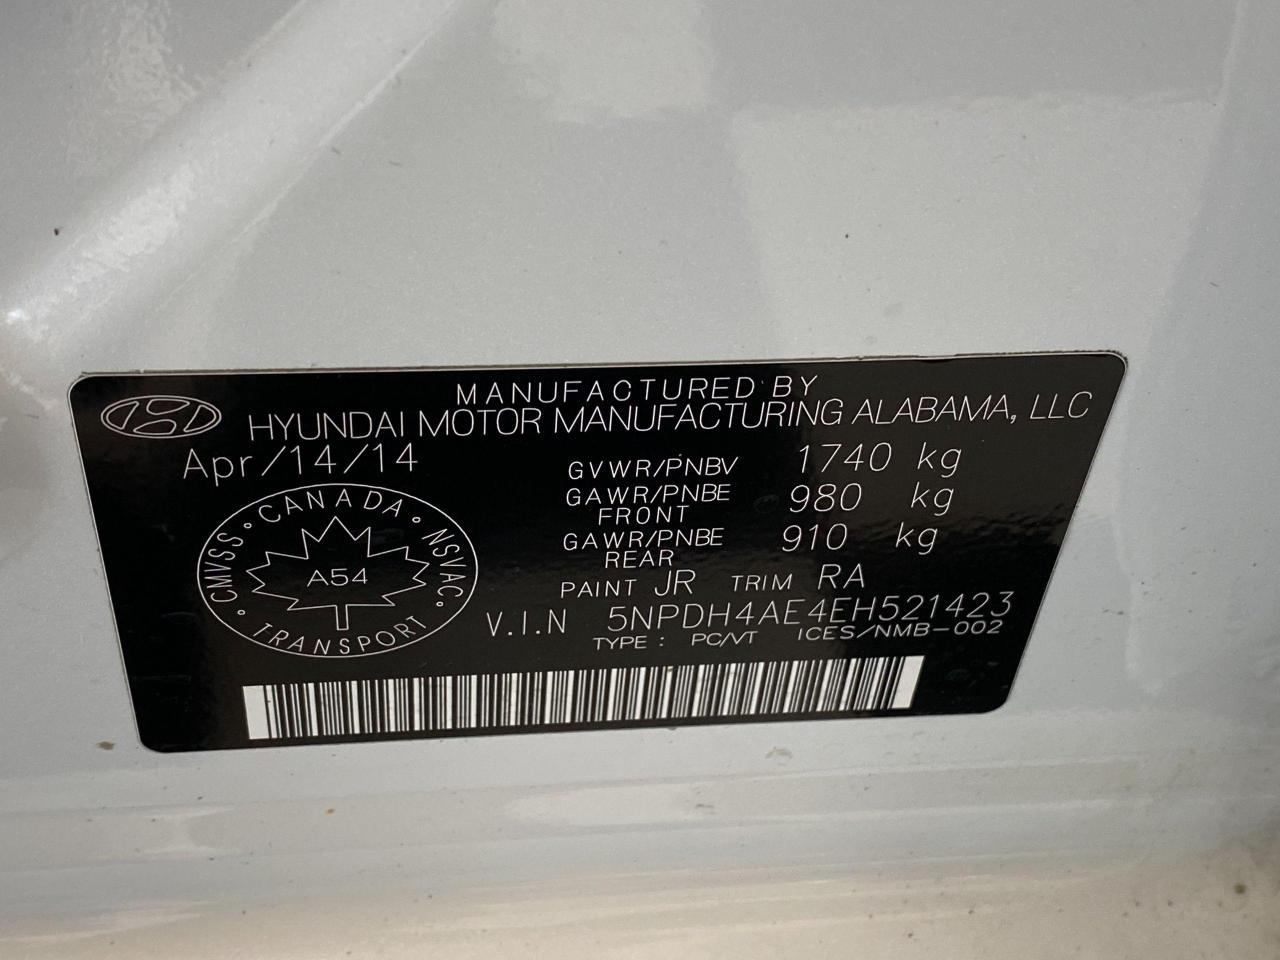 MANUFACTURED BY
HYUNDAI MOTOR MANUFACTURING ALABAMA, LLC
Apr/14/14
GVWR/PNBV 1740 kg
GAWR/PNBE FRONT 980 kg
GAWR/PNBE REAR 910 kg
PAINT JR TRIM RA
V.I.N 5NPDH4AE4EH521423
TYPE : PC/VT ICES/NMB-002
CMVSS • CANADA • NSVAC • TRANSPORT •
A54